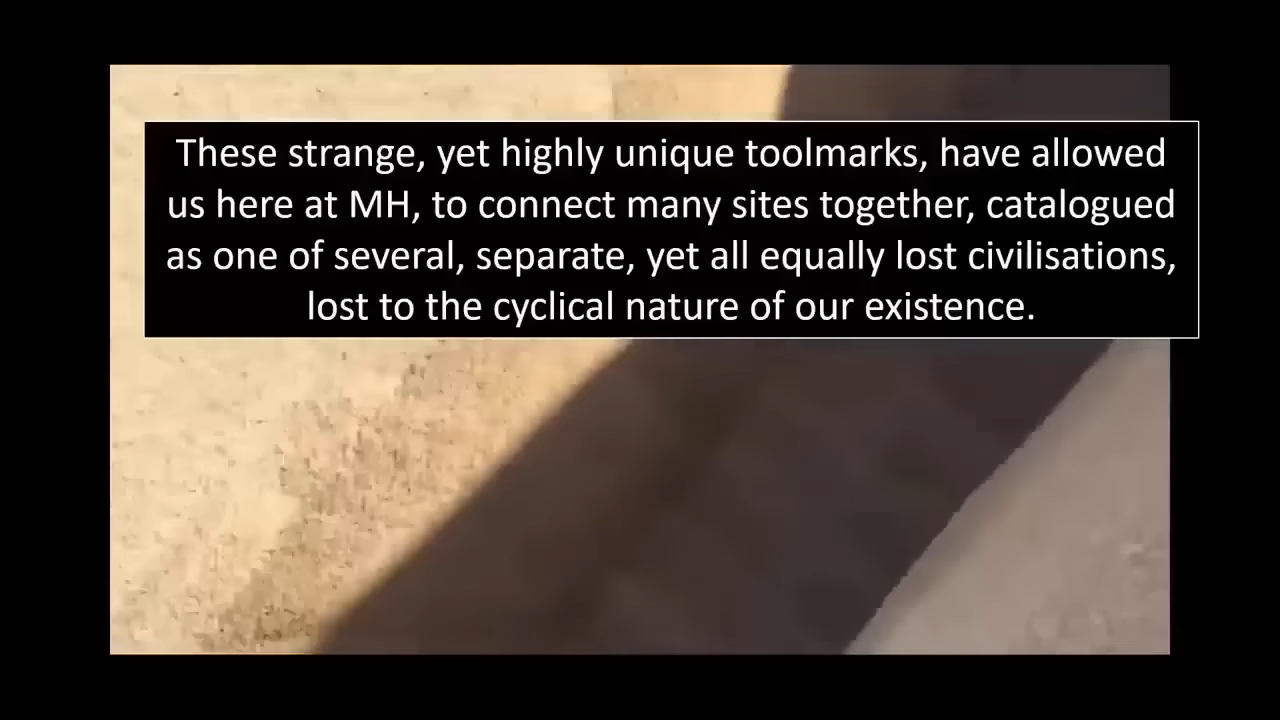 These strange, yet highly unique toolmarks, have allowed
us here at MH, to connect many sites together, catalogued
as one of several, separate, yet all equally lost civilisations,
lost to the cyclical nature of our existence.